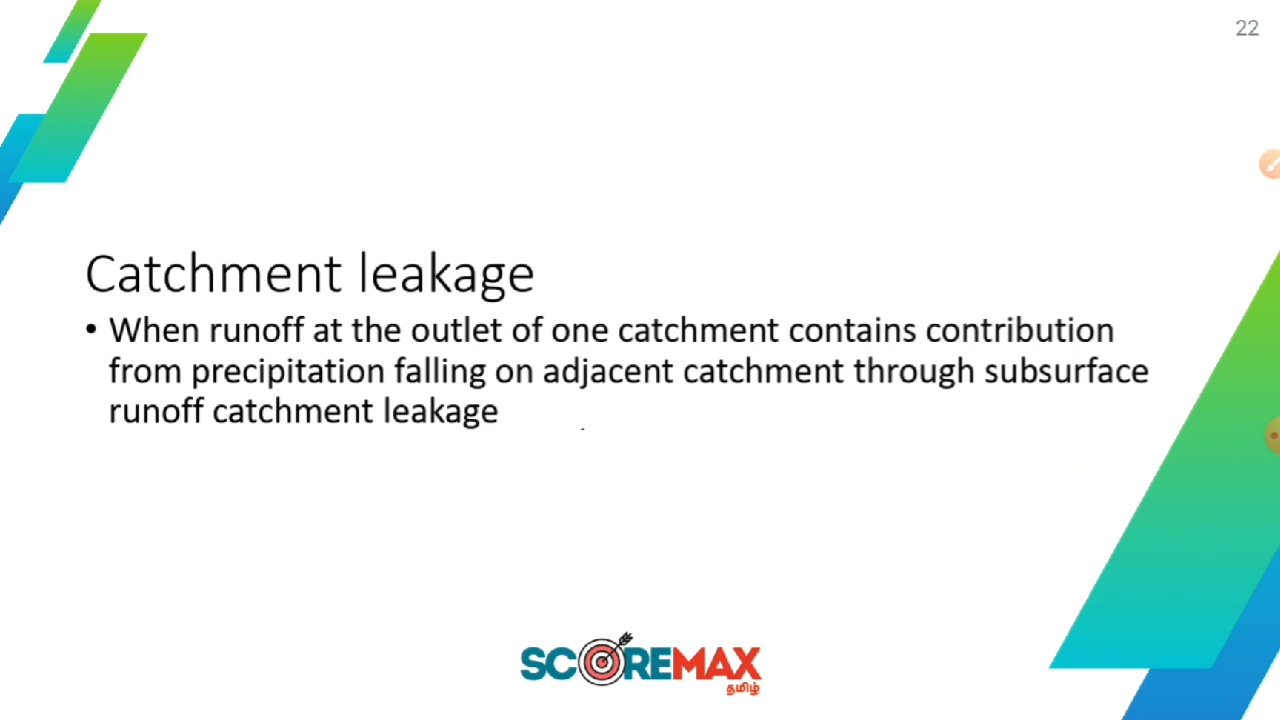 22
Catchment leakage
• When runoff at the outlet of one catchment contains contribution
from precipitation falling on adjacent catchment through subsurface
runoff catchment leakage
SCOREMAX
தமிழ்